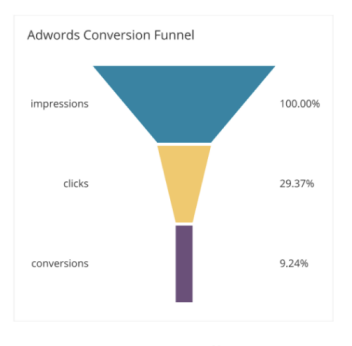 Adwords Conversion Funnel
impressions 100.00%
clicks 29.37%
conversions 9.24%